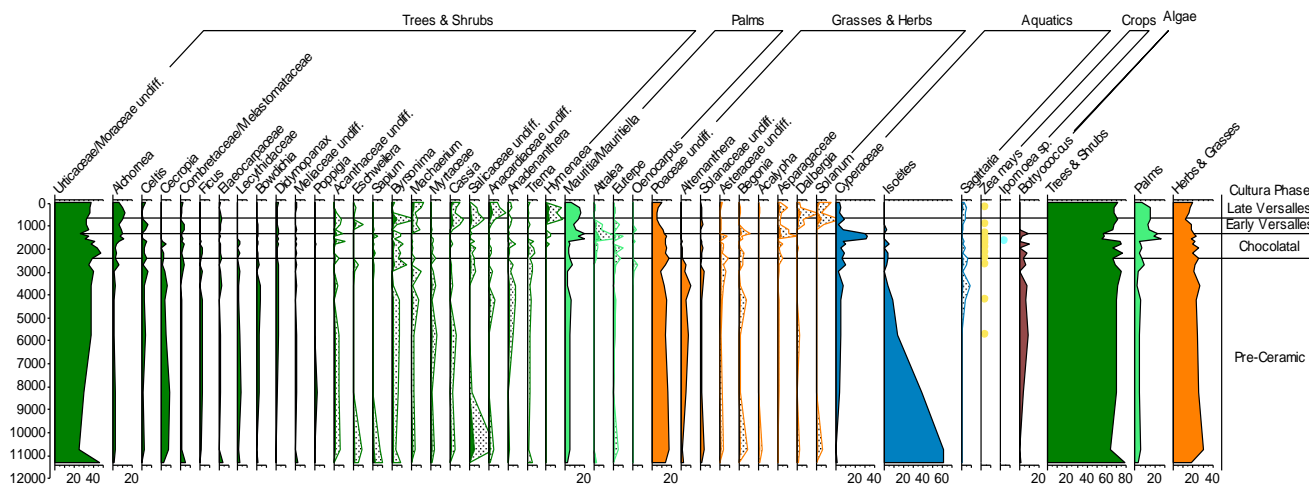 Trees & Shrubs
Palms
Grasses & Herbs
Aquatics
Crops
Algae
Urticaceae/Moraceae undiff.
Alchornea
Celtis
Cecropia
Combretaceae/Melastomataceae
Ficus
Elaeocarpaceae
Lecythidaceae
Bowdichia
Didymopanax
Meliaceae undiff.
Poppigia
Acanthaceae undiff.
Eschweilera
Sapium
Byrsonima
Machaerium
Myrtaceae
Cassia
Salicaceae undiff.
Anacardiaceae undiff.
Anadenanthera
Trema
Hymenaea
Mauritia/Mauritiella
Attalea
Euterpe
Oenocarpus
Poaceae undiff.
Alternanthera
Solanaceae undiff.
Asteraceae undiff.
Begonia
Acalypha
Asparagaceae
Dalbergia
Solanum
Cyperaceae
Isoëtes
Sagittaria
Zea mays
Ipomoea sp.
Botryococcus
Trees & Shrubs
Palms
Herbs & Grasses
Cultura Phase
0
Late Versalles
1000
Early Versalles
2000
Chocolatal
3000
4000
5000
6000
7000
Pre-Ceramic
8000
9000
10000
11000
12000
20 40
20
20
20
20 40
20 40 60
20
20 40 60 80
20
20 40